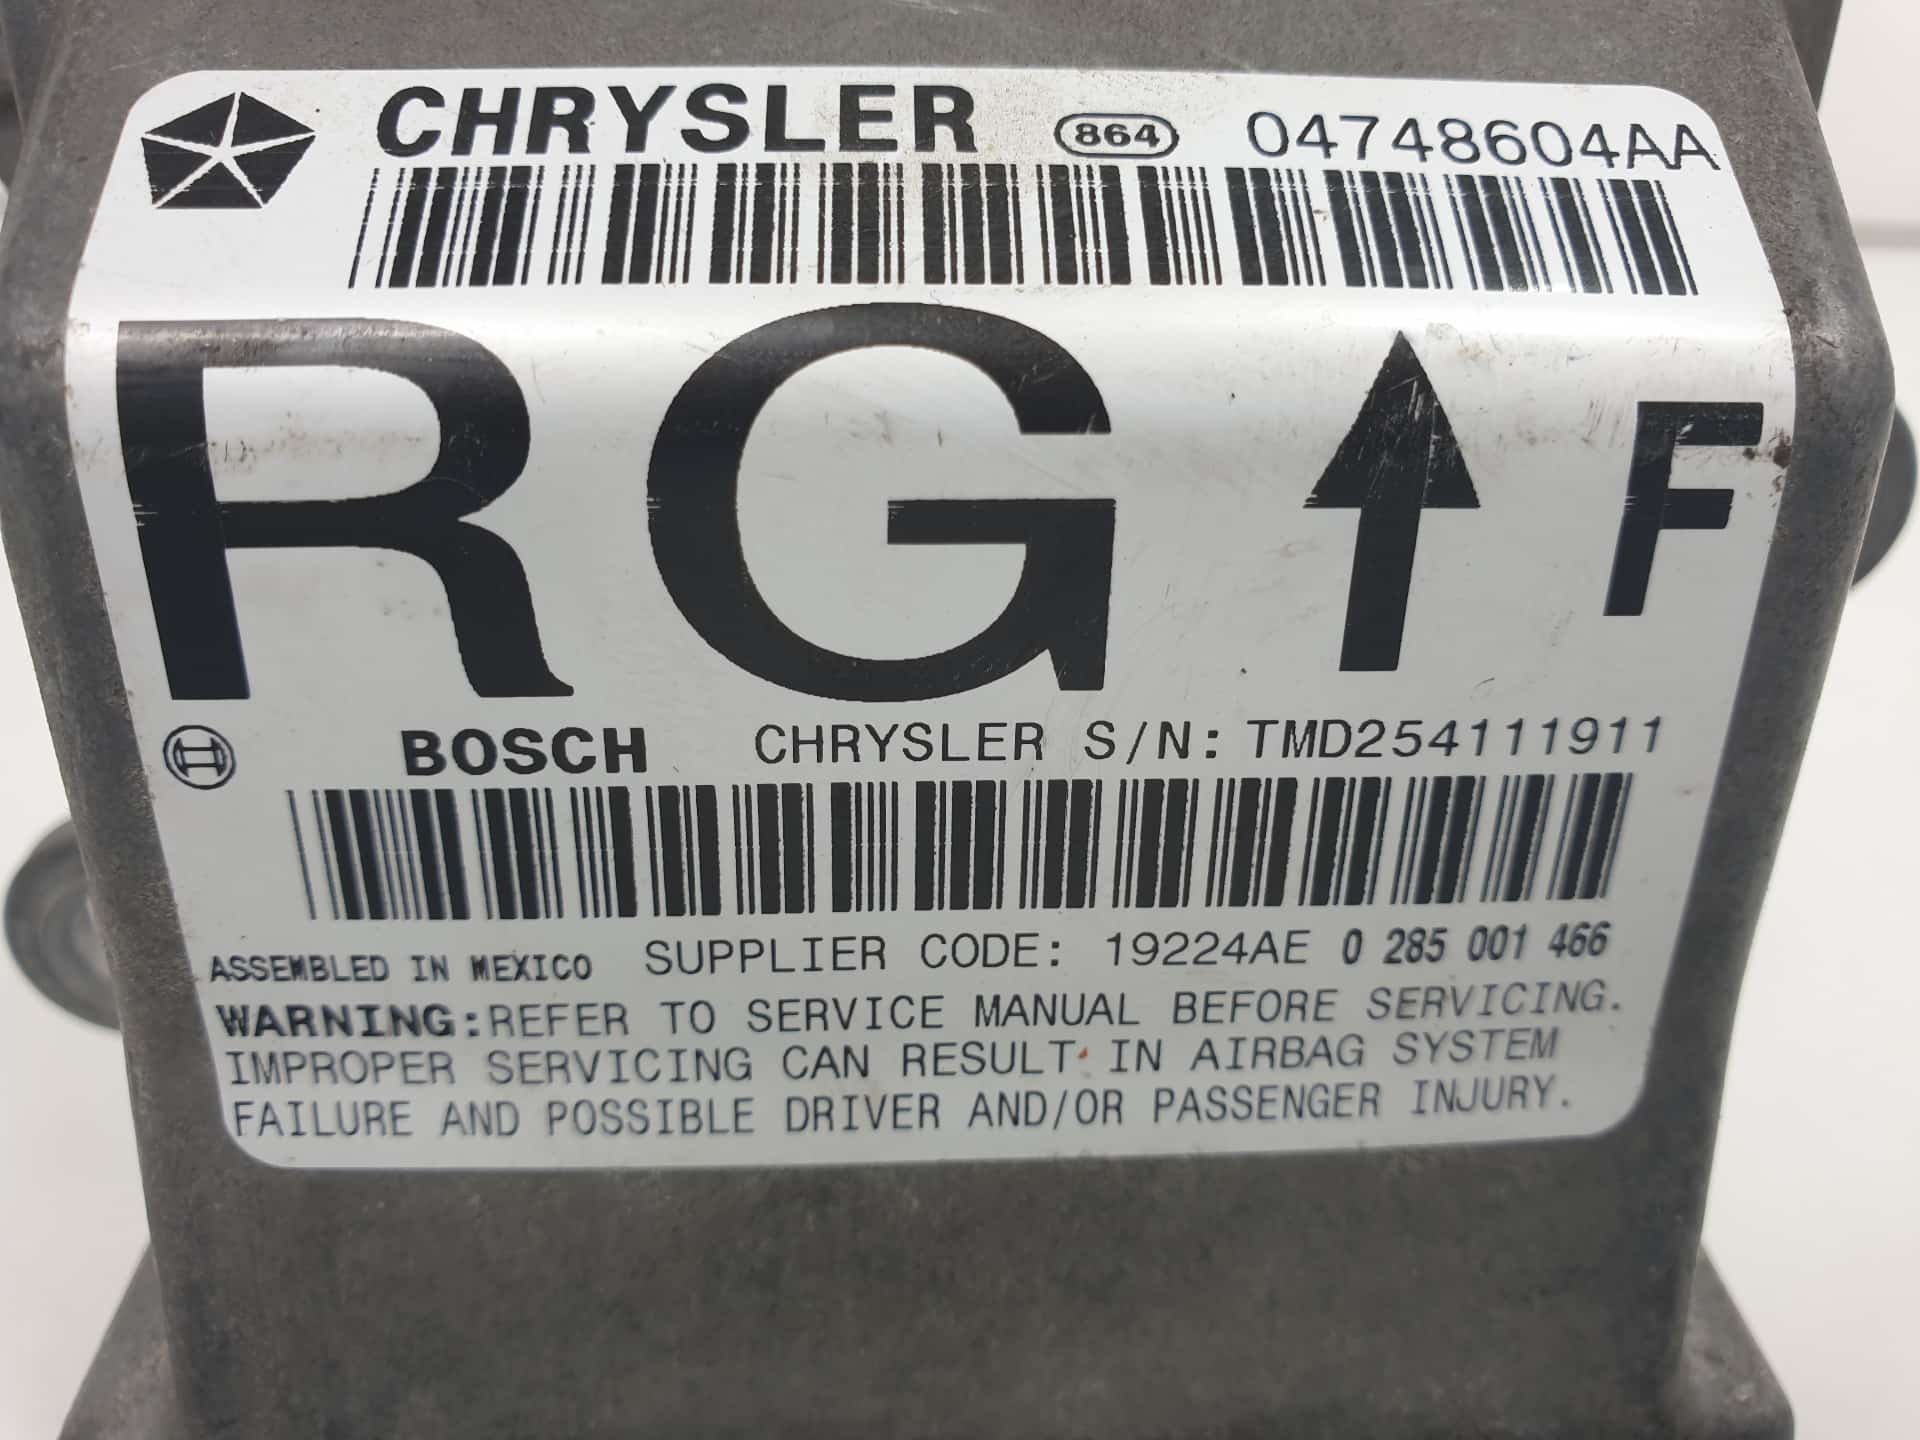 CHRYSLER 864 04748604AA
RG F
BOSCH CHRYSLER S/N: TMD254111911
ASSEMBLED IN MEXICO SUPPLIER CODE: 19224AE 0 285 001 466
WARNING:REFER TO SERVICE MANUAL BEFORE SERVICING.
IMPROPER SERVICING CAN RESULT IN AIRBAG SYSTEM
FAILURE AND POSSIBLE DRIVER AND/OR PASSENGER INJURY.